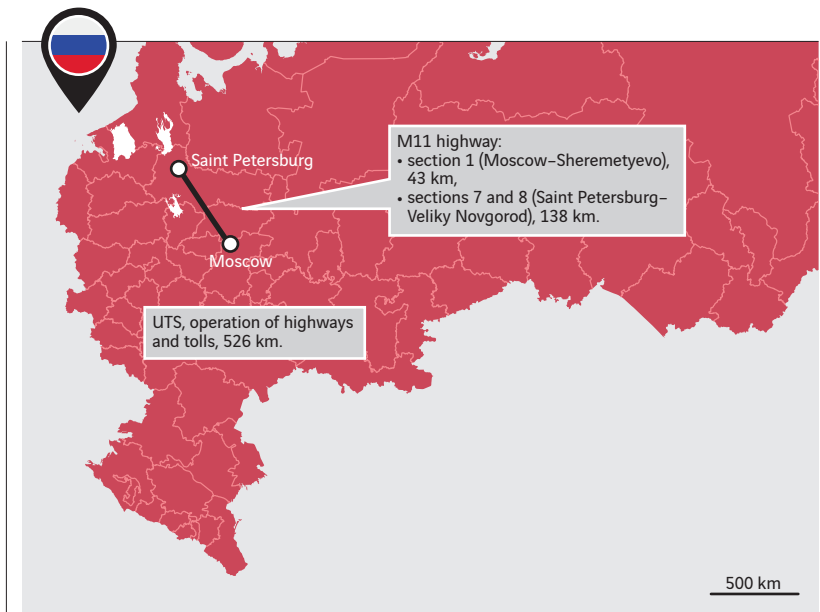 Saint Petersburg
M11 highway:
• section 1 (Moscow–Sheremetyevo),
43 km,
• sections 7 and 8 (Saint Petersburg–
Veliky Novgorod), 138 km.
Moscow
UTS, operation of highways
and tolls, 526 km.
500 km